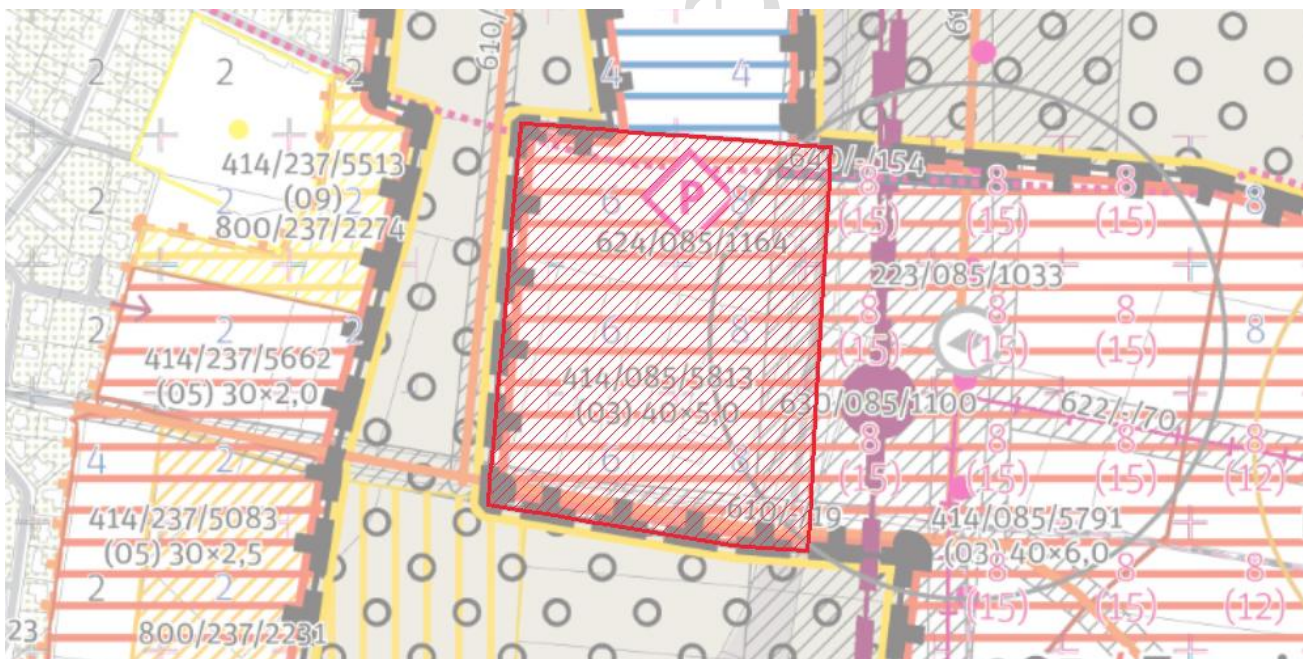 610/
61
2 2 2
4 4
414/237/5513
(09)
800/237/2274
640/-/154
P
624/085/1164
6 8
8 8 8 8
(15) (15) (15)
2 2 2
223/085/1033
8 8 8
(15) (15) (15)
2 2 2
6 8
414/237/5662
(05) 30×2,0
414/085/5813
(03) 40×5,0
630/085/1100
622/-/70
4 2
6 8
8 8 8 8
(15) (15) (15) (12)
414/237/5083
(05) 30×2,5
610/-/19
414/085/5791
(03) 40×6,0
2 2
8 8 8
(15) (15) (12)
23
800/237/2231